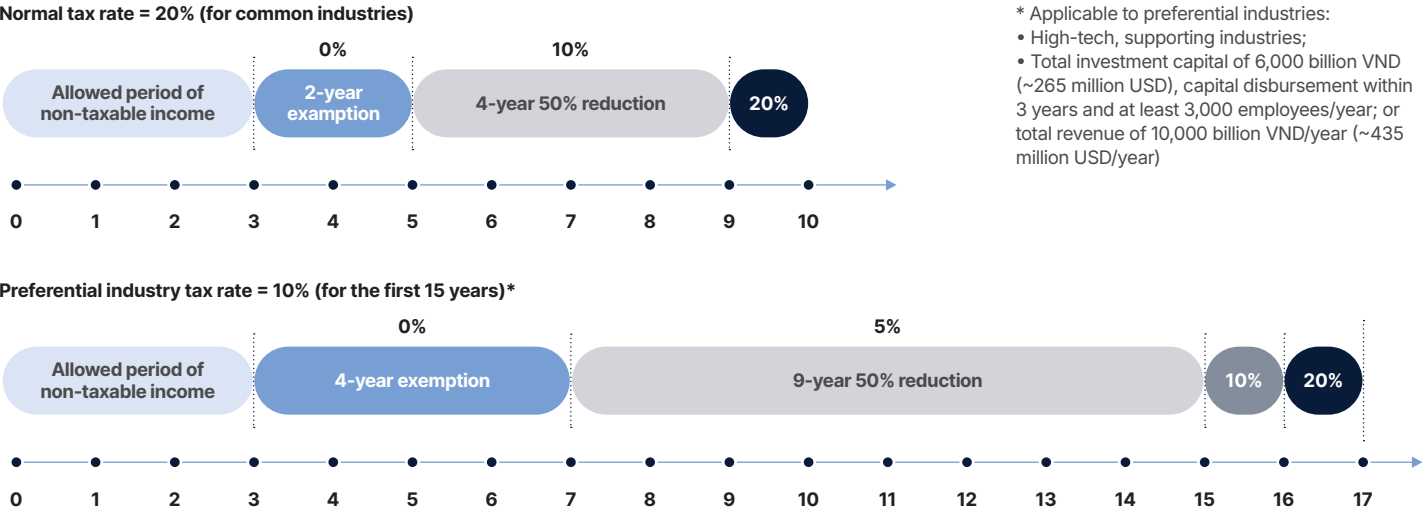 Normal tax rate = 20% (for common industries)
0%
10%
Allowed period of
non-taxable income
2-year
examption
4-year 50% reduction
20%
0 1 2 3 4 5 6 7 8 9 10
* Applicable to preferential industries:
• High-tech, supporting industries;
• Total investment capital of 6,000 billion VND
(~265 million USD), capital disbursement within
3 years and at least 3,000 employees/year; or
total revenue of 10,000 billion VND/year (~435
million USD/year)
Preferential industry tax rate = 10% (for the first 15 years)*
0%
5%
Allowed period of
non-taxable income
4-year exemption
9-year 50% reduction
10%
20%
0 1 2 3 4 5 6 7 8 9 10 11 12 13 14 15 16 17